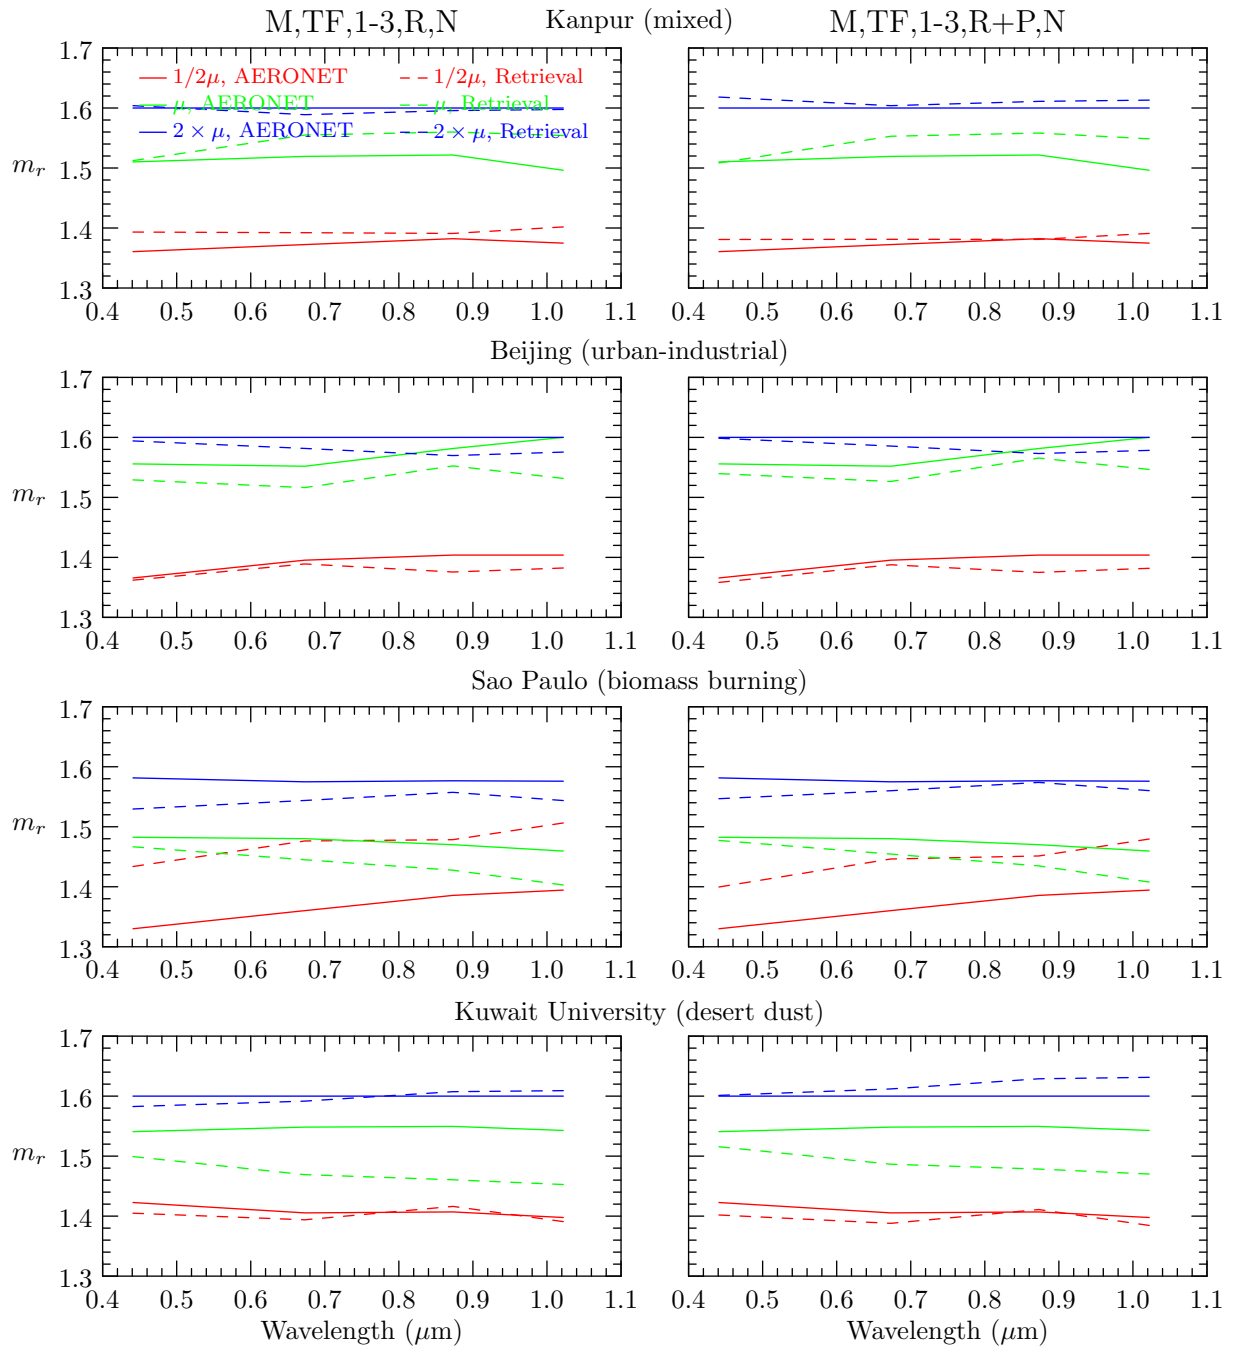 M,TF,1-3,R,N Kanpur (mixed) M,TF,1-3,R+P,N
1.7
1/2μ, AERONET 1/2μ, Retrieval
1.6 μ, AERONET μ, Retrieval
2 × μ, AERONET 2 × μ, Retrieval
m_r 1.5
1.4
1.3
0.4 0.5 0.6 0.7 0.8 0.9 1.0 1.1 0.4 0.5 0.6 0.7 0.8 0.9 1.0 1.1
Beijing (urban-industrial)
1.7
1.6
m_r 1.5
1.4
1.3
0.4 0.5 0.6 0.7 0.8 0.9 1.0 1.1 0.4 0.5 0.6 0.7 0.8 0.9 1.0 1.1
Sao Paulo (biomass burning)
1.7
1.6
m_r 1.5
1.4
1.3
0.4 0.5 0.6 0.7 0.8 0.9 1.0 1.1 0.4 0.5 0.6 0.7 0.8 0.9 1.0 1.1
Kuwait University (desert dust)
1.7
1.6
m_r 1.5
1.4
1.3
0.4 0.5 0.6 0.7 0.8 0.9 1.0 1.1 0.4 0.5 0.6 0.7 0.8 0.9 1.0 1.1
Wavelength (μm) Wavelength (μm)